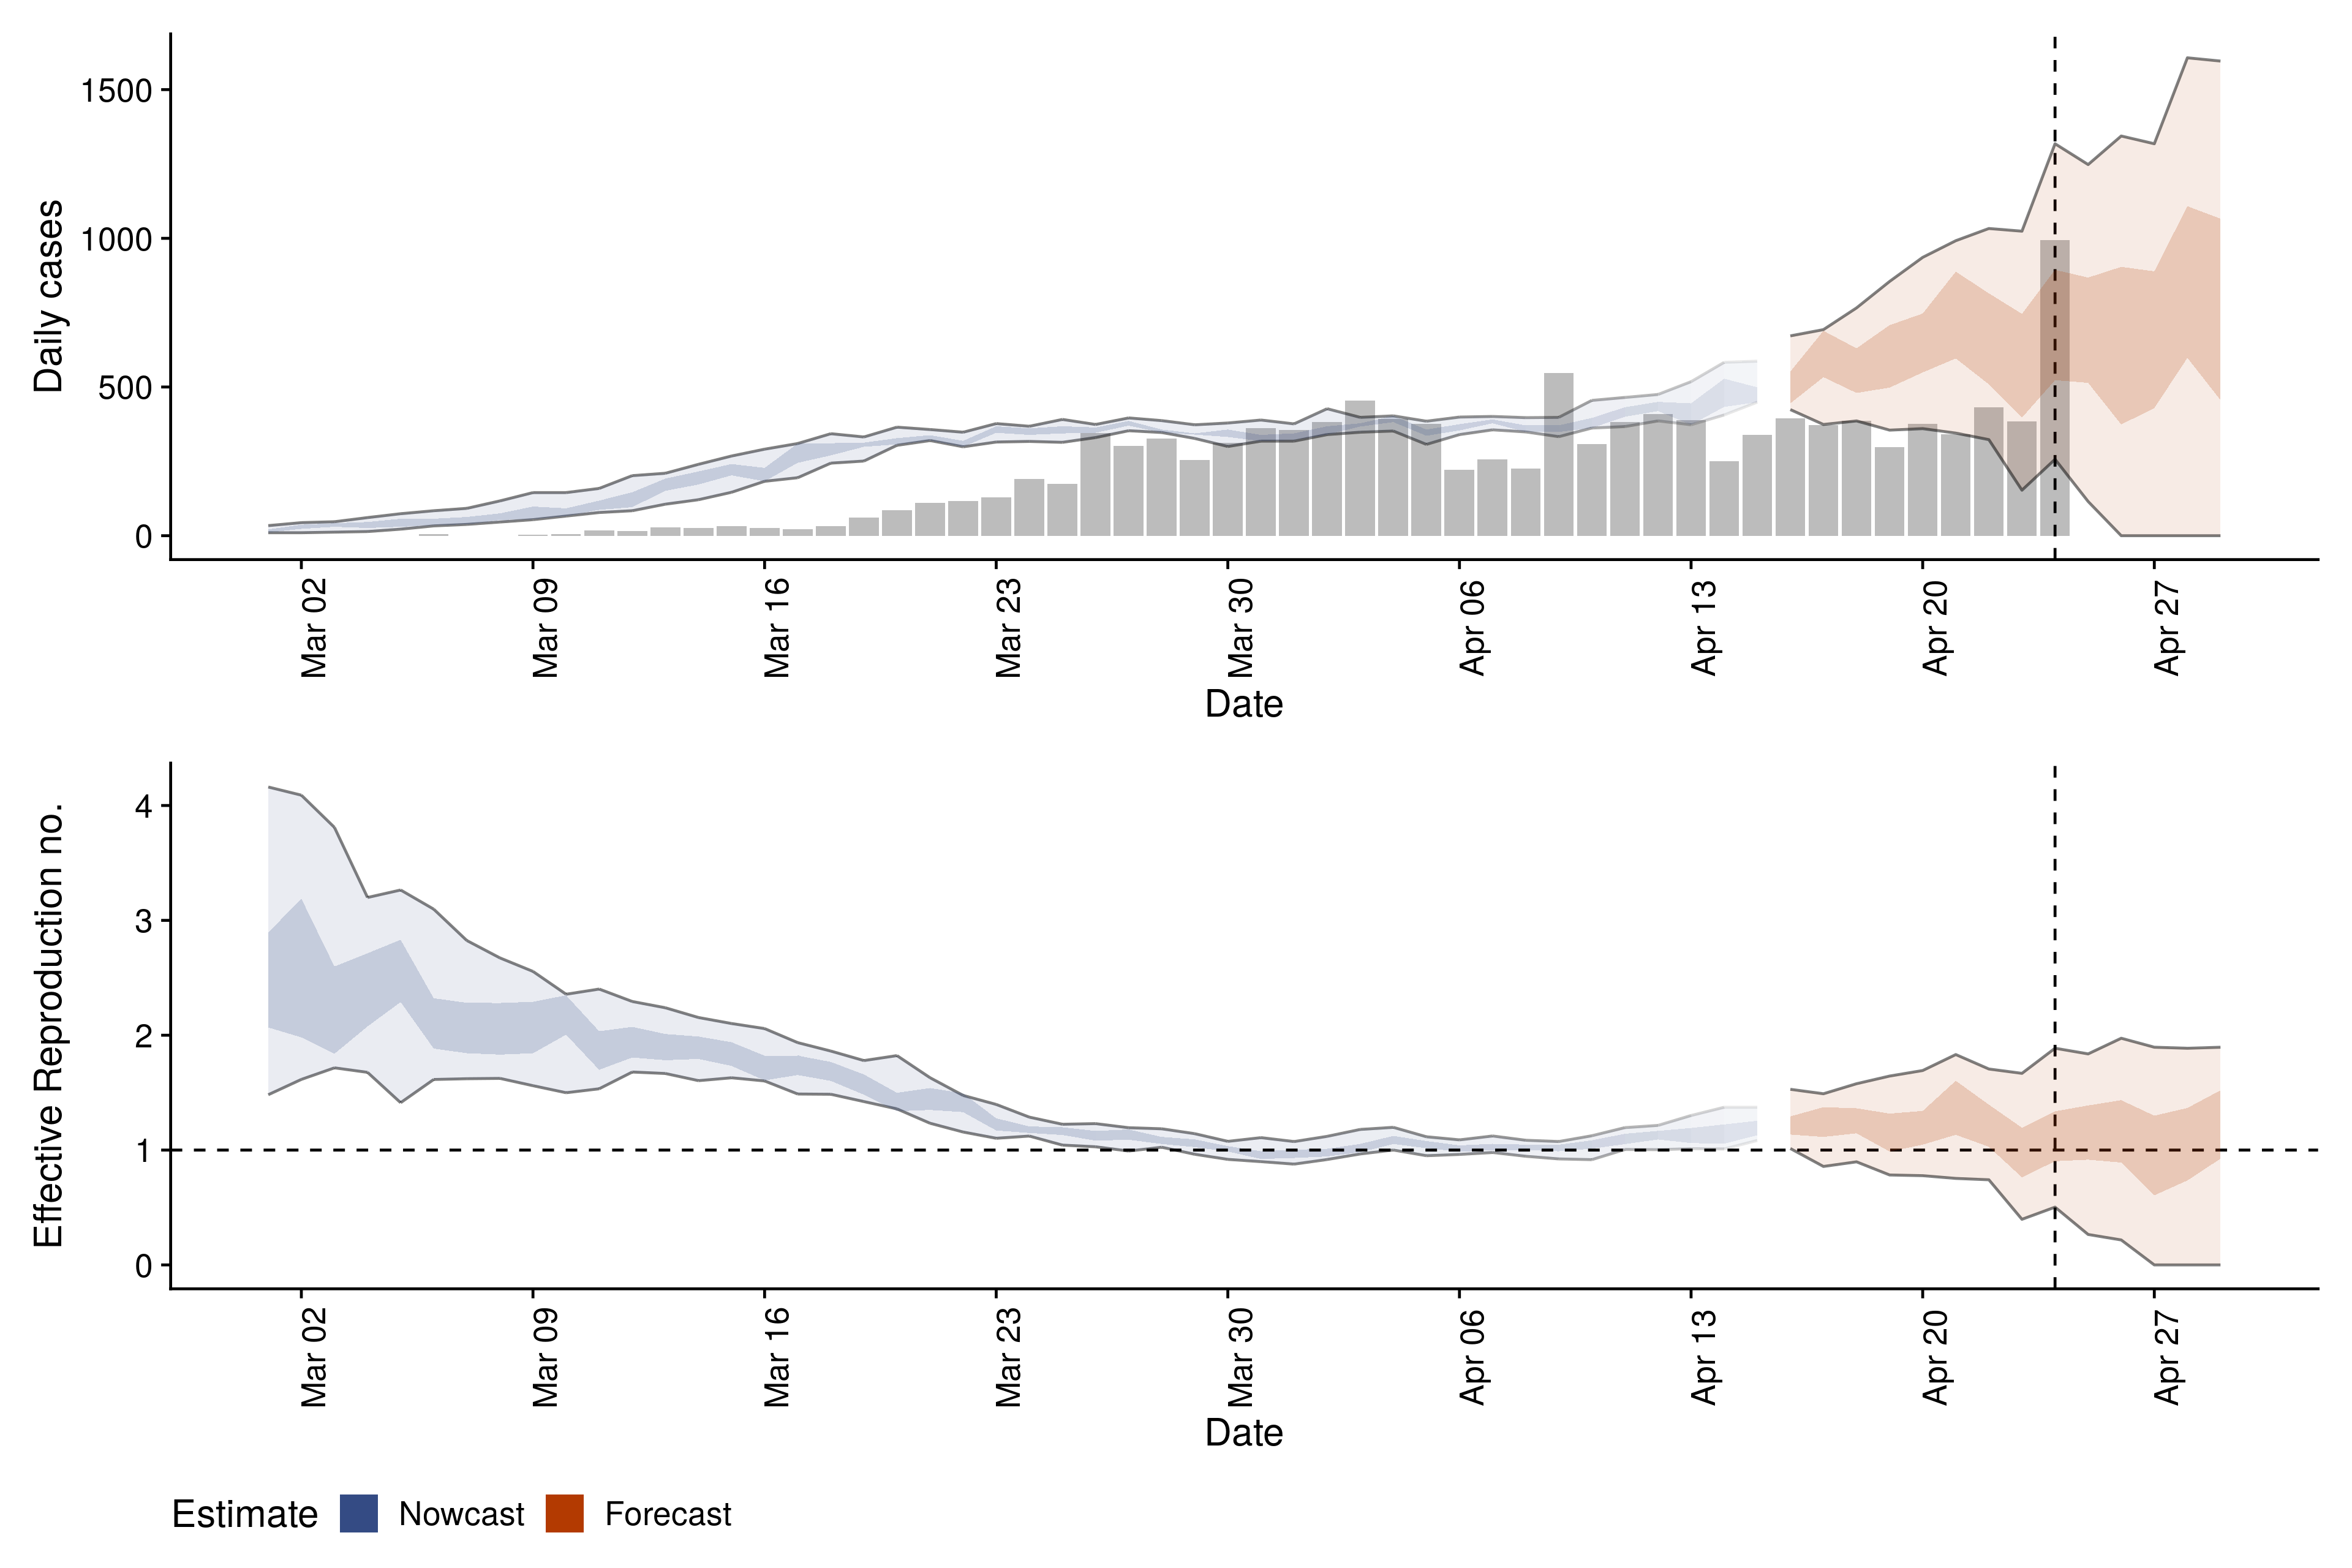 Daily cases
1500
1000
500
0
Mar 02
Mar 09
Mar 16
Mar 23
Mar 30
Apr 06
Apr 13
Apr 20
Apr 27
Date
Effective Reproduction no.
4
3
2
1
0
Mar 02
Mar 09
Mar 16
Mar 23
Mar 30
Apr 06
Apr 13
Apr 20
Apr 27
Date
Estimate Nowcast Forecast